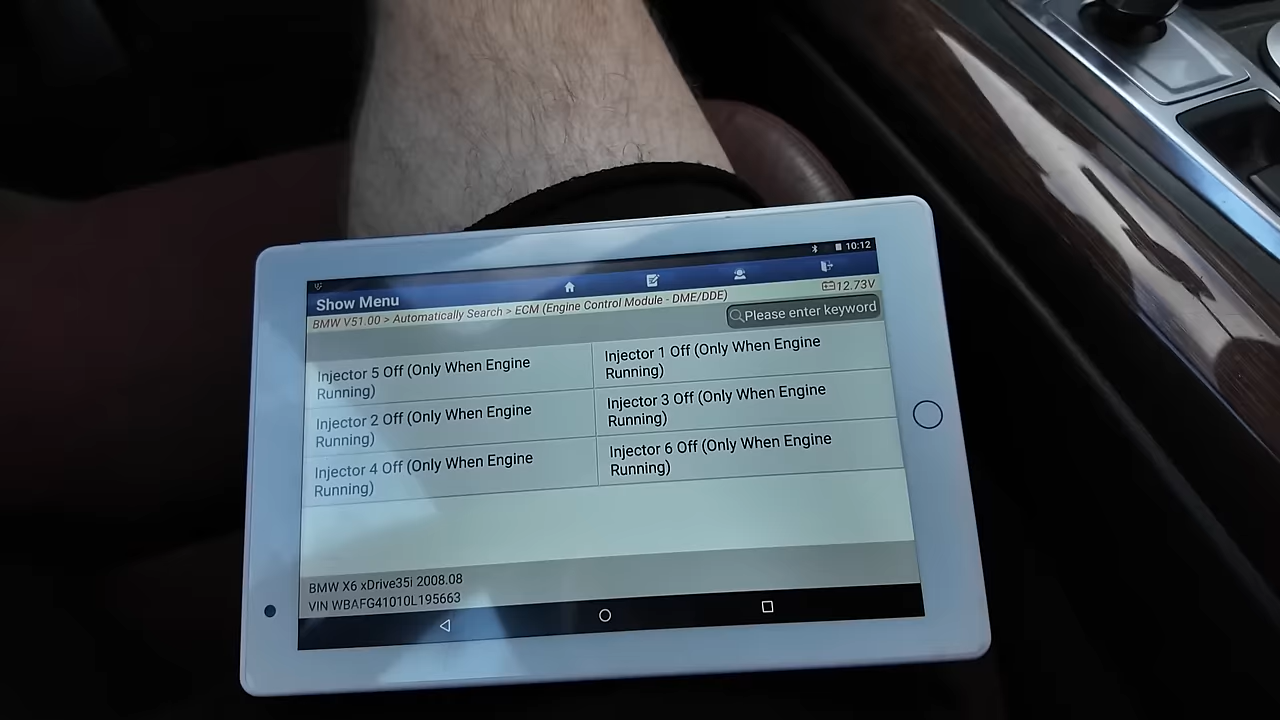 10:12
Show Menu
BMW V51.00 > Automatically Search > ECM (Engine Control Module - DME/DDE)
12.73V
Please enter keyword
Injector 5 Off (Only When Engine
Running)
Injector 1 Off (Only When Engine
Running)
Injector 2 Off (Only When Engine
Running)
Injector 3 Off (Only When Engine
Running)
Injector 4 Off (Only When Engine
Running)
Injector 6 Off (Only When Engine
Running)
BMW X6 xDrive35i 2008.08
VIN WBAFG41010L195663